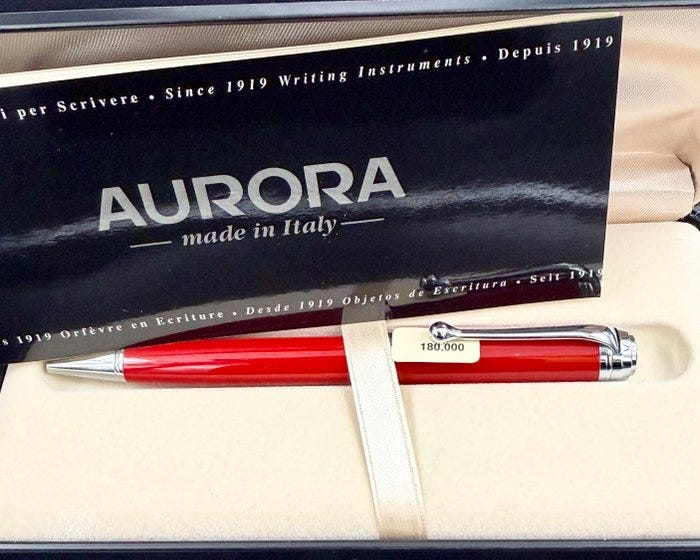 i per Scrivere • Since 1919 Writing Instruments • Depuis 1919
AURORA
made in Italy
s 1919 Orfèvre en Ecriture • Desde 1919 Objetos de Escritura • Seit 1919
180.000